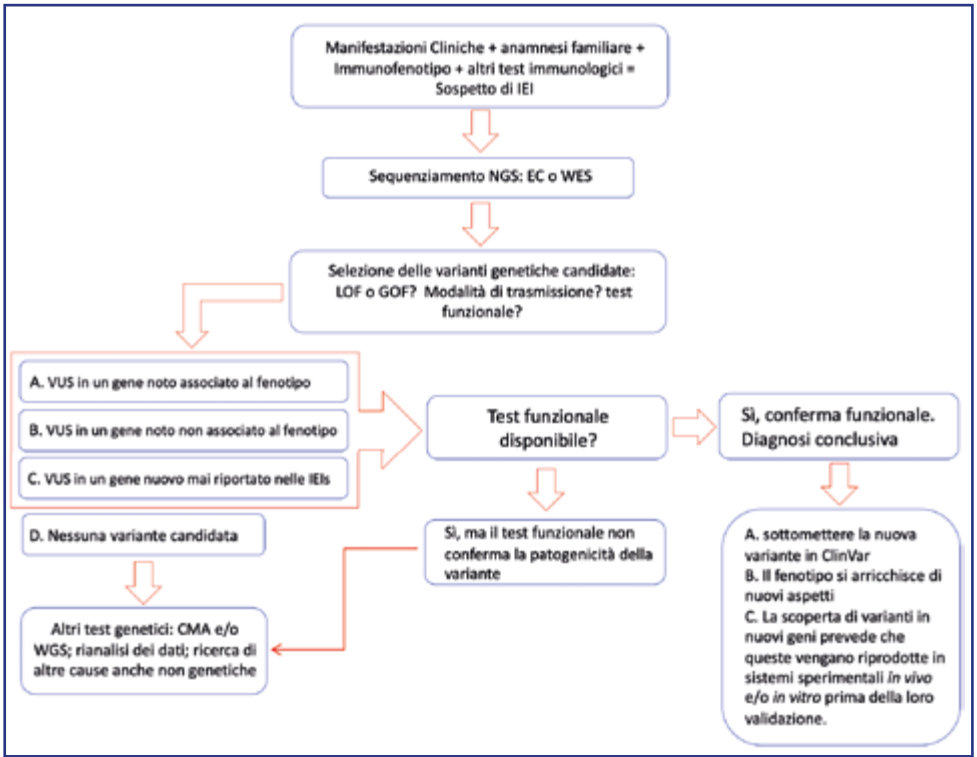 Manifestazioni Cliniche + anamnesi familiare +
Immunofenotipo + altri test immunologici =
Sospetto di IEI
Sequenziamento NGS: EC o WES
Selezione delle varianti genetiche candidate:
LOF o GOF? Modalità di trasmissione? test
funzionale?
A. VUS in un gene noto associato al fenotipo
B. VUS in un gene noto non associato al fenotipo
C. VUS in un gene nuovo mai riportato nelle IEIs
D. Nessuna variante candidata
Altri test genetici: CMA e/o
WGS; rianalisi dei dati; ricerca di
altre cause anche non genetiche
Test funzionale
disponibile?
Sì, ma il test funzionale non
conferma la patogenicità della
variante
Sì, conferma funzionale.
Diagnosi conclusiva
A. sottomettere la nuova
variante in ClinVar
B. Il fenotipo si arricchisce di
nuovi aspetti
C. La scoperta di varianti in
nuovi geni prevede che
queste vengano riprodotte in
sistemi sperimentali in vivo
e/o in vitro prima della loro
validazione.